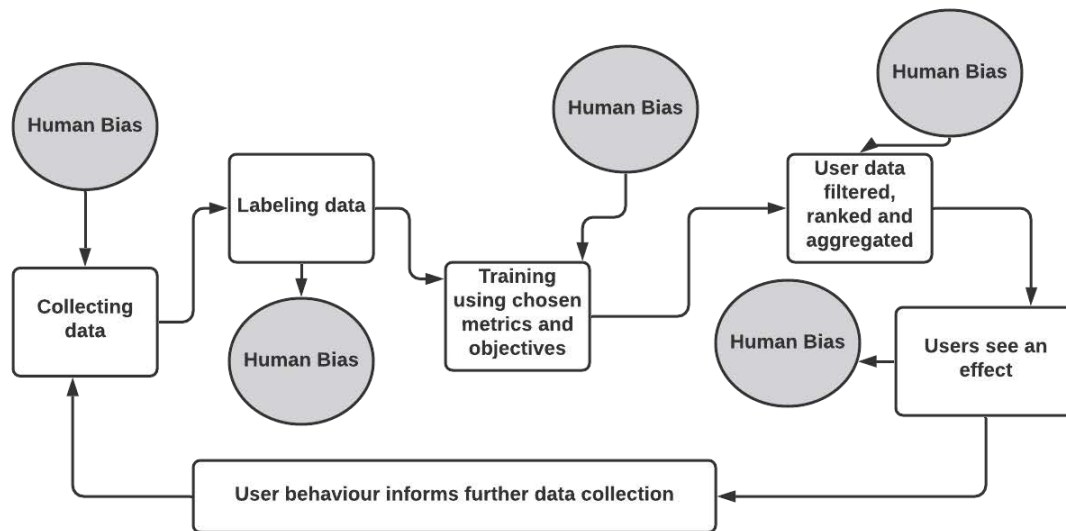 Human Bias
Human Bias
Human Bias
Labeling data
User data
filtered,
ranked and
aggregated
Collecting
data
Training
using chosen
metrics and
objectives
Human Bias
Human Bias
Users see an
effect
User behaviour informs further data collection